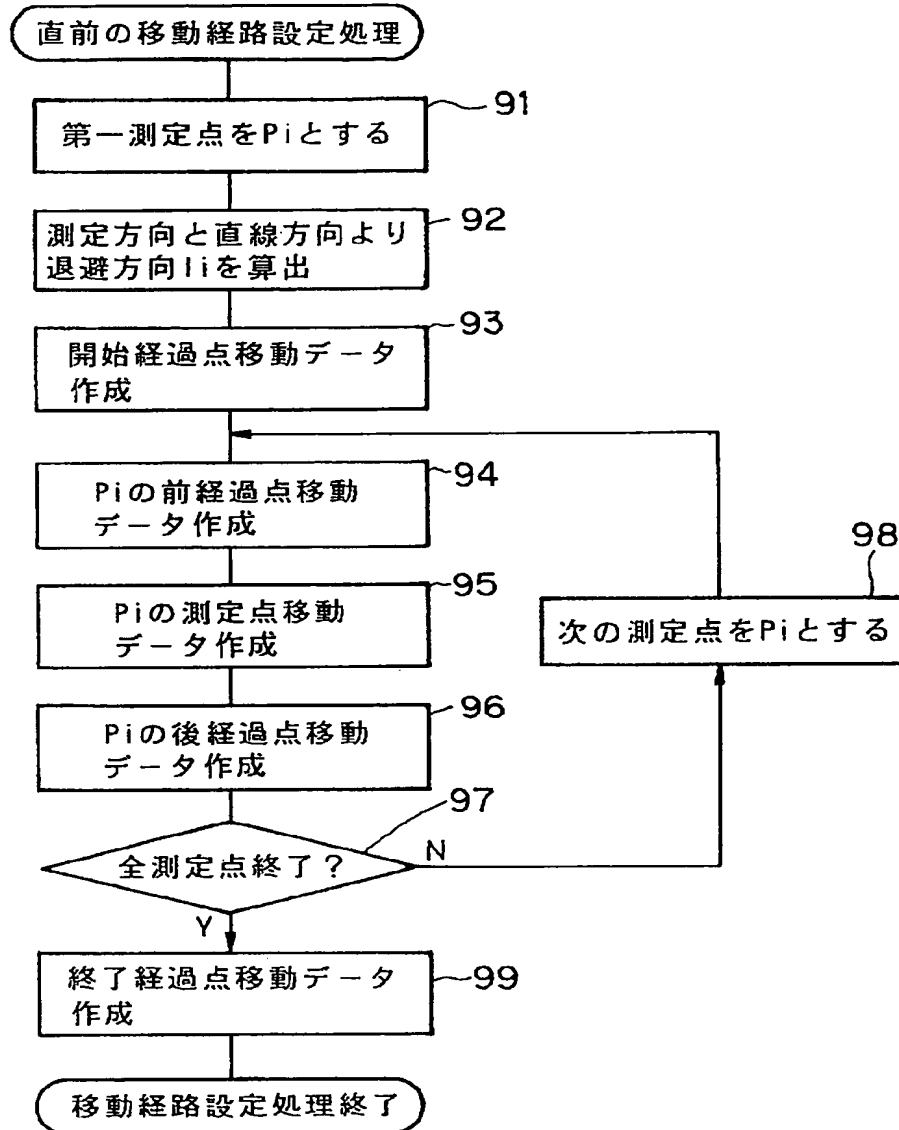 直前の移動経路設定処理
91
第一測定点をPiとする
92
測定方向と直線方向より
退避方向Iiを算出
93
開始経過点移動データ
作成
94
Piの前経過点移動
データ作成
95
Piの測定点移動
データ作成
96
Piの後経過点移動
データ作成
97
全測定点終了?
N
98
次の測定点をPiとする
Y
終了経過点移動データ
作成
99
移動経路設定処理終了